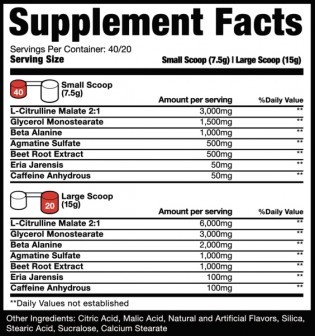 Supplement Facts
Servings Per Container: 40/20
Serving Size Small Scoop (7.5g) | Large Scoop (15g)
40 Small Scoop
(7.5g)
Amount per serving %Daily Value
L-Citrulline Malate 2:1 3,000mg **
Glycerol Monostearate 1,500mg **
Beta Alanine 1,000mg **
Agmatine Sulfate 500mg **
Beet Root Extract 500mg **
Eria Jarensis 50mg **
Caffeine Anhydrous 50mg **
20 Large Scoop
(15g)
Amount per serving %Daily Value
L-Citrulline Malate 2:1 6,000mg **
Glycerol Monostearate 3,000mg **
Beta Alanine 2,000mg **
Agmatine Sulfate 1,000mg **
Beet Root Extract 1,000mg **
Eria Jarensis 100mg **
Caffeine Anhydrous 100mg **
**Daily Values not established
Other Ingredients: Citric Acid, Malic Acid, Natural and Artificial Flavors, Silica,
Stearic Acid, Sucralose, Calcium Stearate